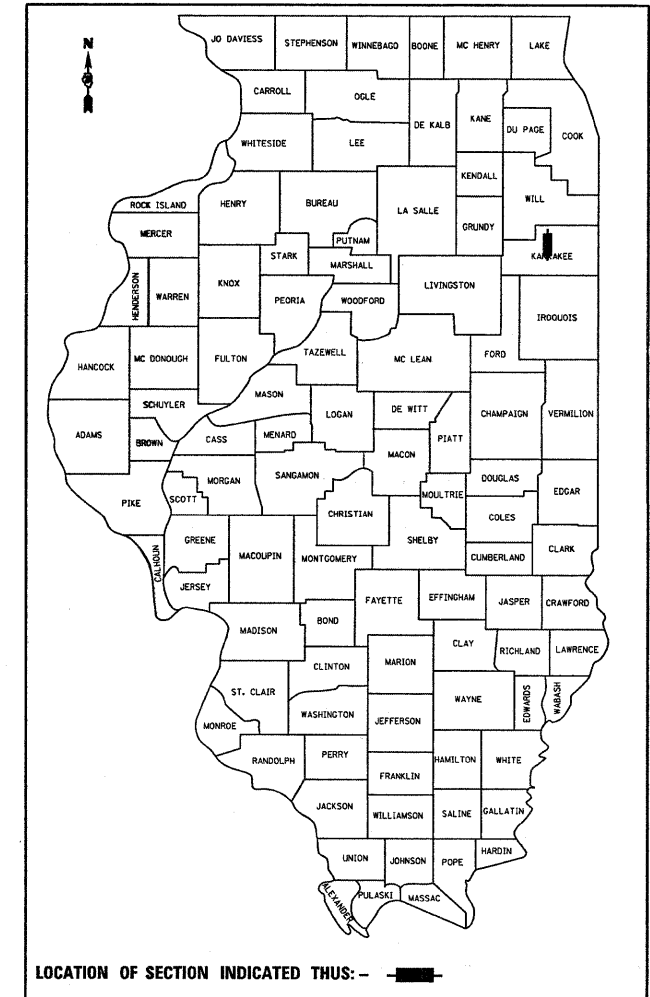 N
JO DAVIESS STEPHENSON WINNEBAGO BOONE MC HENRY LAKE
CARROLL OGLE
DE KALB KANE DU PAGE COOK
WHITESIDE LEE
KENDALL
WILL
ROCK ISLAND HENRY BUREAU LA SALLE GRUNDY
MERCER PUTNAM
STARK MARSHALL KANKAKEE
HENDERSON WARREN KNOX PEORIA WOODFORD LIVINGSTON IROQUOIS
HANCOCK MC DONOUGH FULTON TAZEWELL MC LEAN FORD
MASON
SCHUYLER LOGAN DE WITT CHAMPAIGN VERMILION
ADAMS BROWN CASS MENARD PIATT
MACON
MORGAN SANGAMON DOUGLAS EDGAR
PIKE SCOTT CHRISTIAN MOULTRIE COLES
GREENE MACOUPIN MONTGOMERY SHELBY CUMBERLAND CLARK
CALHOUN JERSEY
FAYETTE EFFINGHAM JASPER CRAWFORD
MADISON BOND
CLINTON MARION CLAY RICHLAND LAWRENCE
ST. CLAIR WAYNE EDWARDS WABASH
MONROE WASHINGTON JEFFERSON
RANDOLPH PERRY HAMILTON WHITE
FRANKLIN
JACKSON WILLIAMSON SALINE GALLATIN
UNION JOHNSON POPE HARDIN
ALEXANDER PULASKI MASSAC
LOCATION OF SECTION INDICATED THUS: –